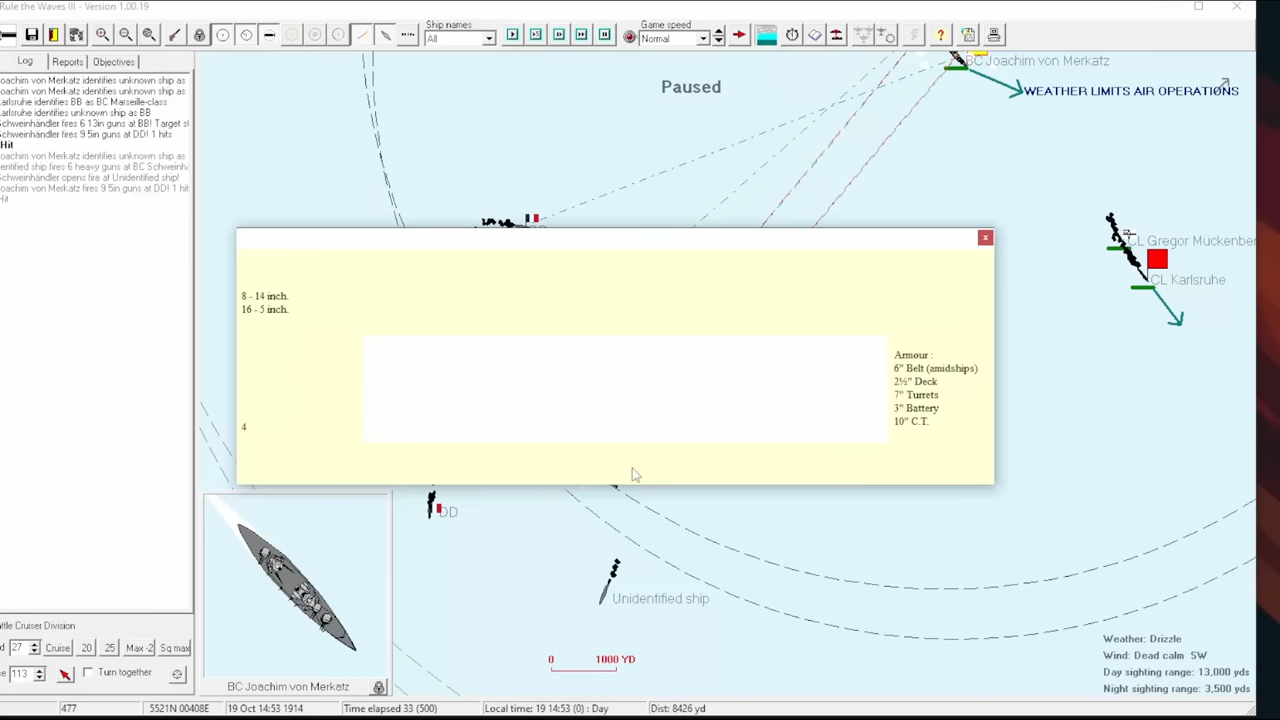 Rule the Waves III - Version 1.00.19
Ship names
All
Game speed
Normal
Log
Reports
Objectives
oachim von Merkatz identifies unknown ship as
oachim von Merkatz identifies unknown ship as
Karlsruhe identifies BB as BC Marseille-class
Karlsruhe identifies unknown ship as BB
Schweinhändler fires 6 13in guns at BB! Target s
Schweinhändler fires 9 5in guns at DD! 1 hits
Hit
oachim von Merkatz identifies unknown ship as
entified ship fires 6 heavy guns at BC Schweinh
Schweinhändler opens fire at Unidentified ship!
oachim von Merkatz fires 9 5in guns at DD! 1 hit
Hit
Paused
BC Joachim von Merkatz
WEATHER LIMITS AIR OPERATIONS
CL Gregor Mückenber
CL Karlsruhe
8 - 14 inch.
16 - 5 inch.
4
Armour :
6" Belt (amidships)
2½" Deck
7" Turrets
3" Battery
10" C.T.
DD
Unidentified ship
0 1000 YD
Weather: Drizzle
Wind: Dead calm SW
Day sighting range: 13,000 yds
Night sighting range: 3,500 yds
attle Cruiser Division
d 27 Cruise 20 25 Max -2 Sq max
e 113 Turn together
BC Joachim von Merkatz
477
5521N 00408E
19 Oct 14:53 1914
Time elapsed 33 (500)
Local time: 19 14:53 (0) : Day
Dist: 8426 yd